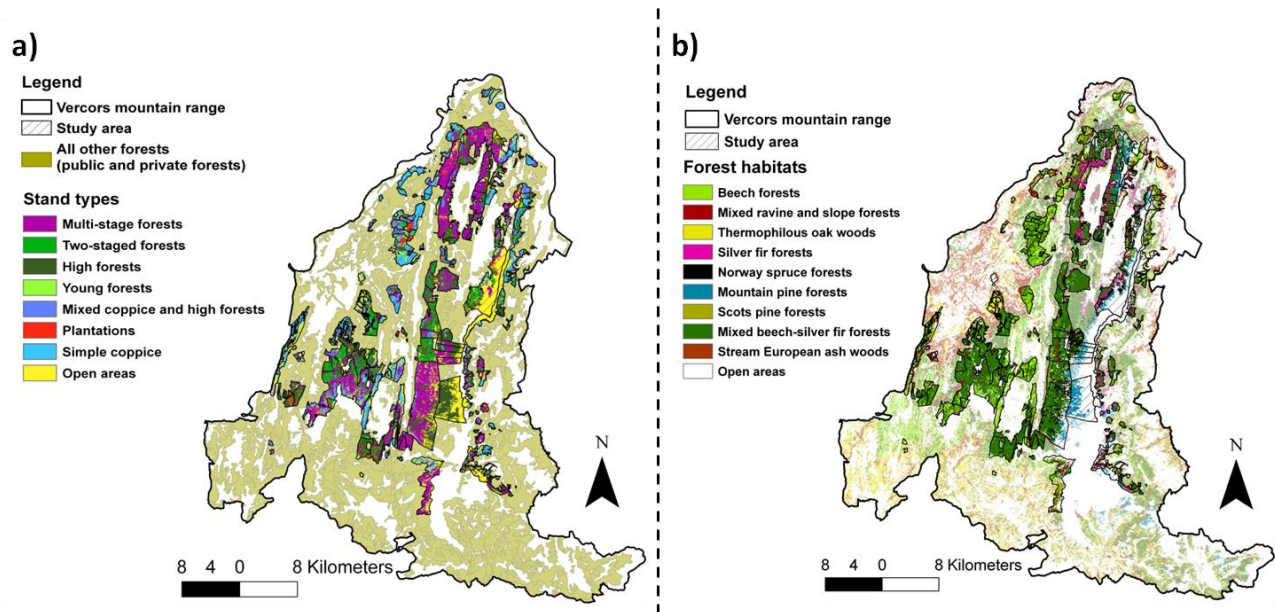 a)
Legend
Vercors mountain range
Study area
All other forests
(public and private forests)
Stand types
Multi-stage forests
Two-staged forests
High forests
Young forests
Mixed coppice and high forests
Plantations
Simple coppice
Open areas
N
8 4 0 8 Kilometers
b)
Legend
Vercors mountain range
Study area
Forest habitats
Beech forests
Mixed ravine and slope forests
Thermophilous oak woods
Silver fir forests
Norway spruce forests
Mountain pine forests
Scots pine forests
Mixed beech-silver fir forests
Stream European ash woods
Open areas
N
8 4 0 8 Kilometers